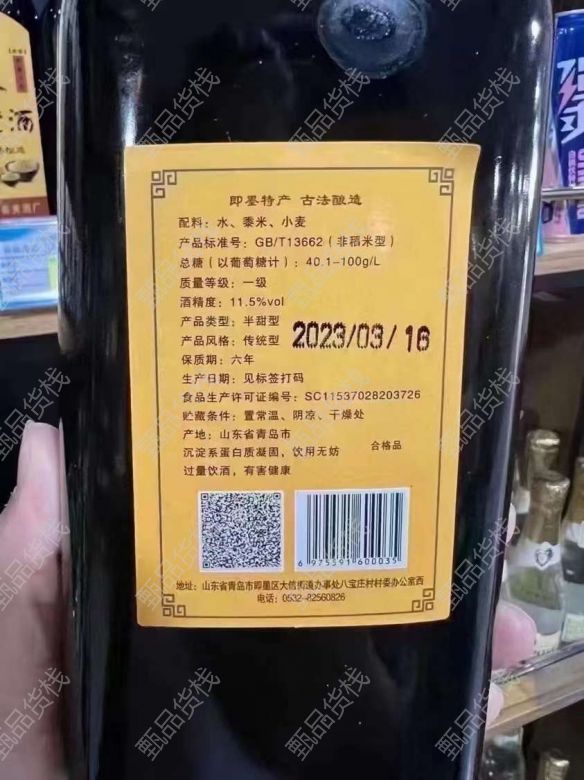 即墨特产 古法酿造
配料：水、黍米、小麦
产品标准号：GB/T13662（非稻米型）
总糖（以葡萄糖计）：40.1-100g/L
质量等级：一级
酒精度：11.5%vol
产品类型：半甜型
产品风格：传统型
2023/03/16
保质期：六年
生产日期：见标签打码
食品生产许可证编号：SC11537028203726
贮藏条件：置常温、阴凉、干燥处
产地：山东省青岛市
沉淀系蛋白质凝固，饮用无妨
合格品
过量饮酒，有害健康
6 975591 600035
地址：山东省青岛市即墨区大信街道办事处八宝庄村村委办公室西
电话：0532-82560826
酒
甄品货栈